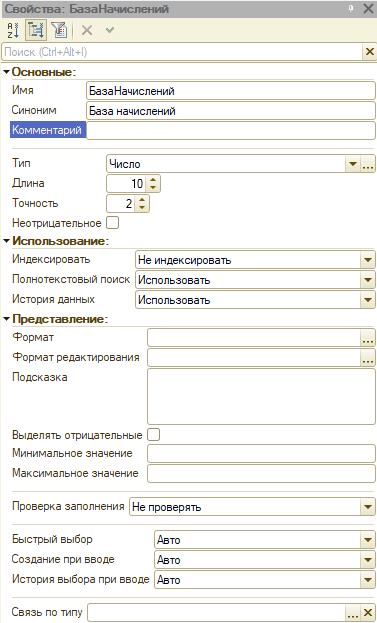 Свойства: БазаНачислений
Поиск (Ctrl+Alt+I)
Основные:
Имя БазаНачислений
Синоним База начислений
Комментарий
Тип Число
Длина 10
Точность 2
Неотрицательное
Использование:
Индексировать Не индексировать
Полнотекстовый поиск Использовать
История данных Использовать
Представление:
Формат
Формат редактирования
Подсказка
Выделять отрицательные
Минимальное значение
Максимальное значение
Проверка заполнения Не проверять
Быстрый выбор Авто
Создание при вводе Авто
История выбора при вводе Авто
Связь по типу